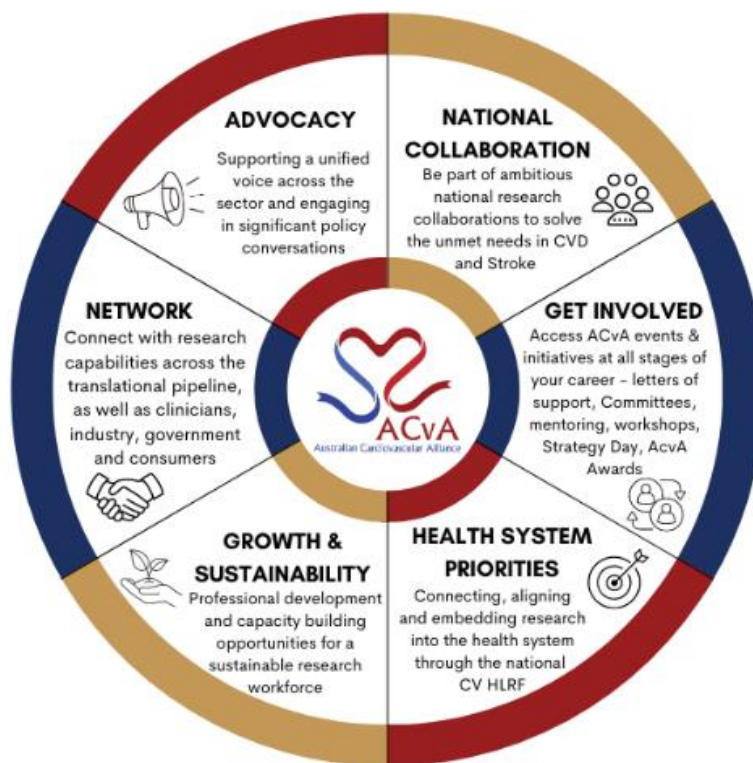 ADVOCACY
Supporting a unified
voice across the
sector and engaging
in significant policy
conversations
NATIONAL
COLLABORATION
Be part of ambitious
national research
collaborations to solve
the unmet needs in CVD
and Stroke
GET INVOLVED
Access ACvA events &
initiatives at all stages of
your career - letters of
support, Committees,
mentoring, workshops,
Strategy Day, AcvA
Awards
HEALTH SYSTEM
PRIORITIES
Connecting, aligning
and embedding research
into the health system
through the national
CV HLRF
GROWTH &
SUSTAINABILITY
Professional development
and capacity building
opportunities for a
sustainable research
workforce
NETWORK
Connect with research
capabilities across the
translational pipeline,
as well as clinicians,
industry, government
and consumers
ACvA
Australian Cardiovascular Alliance